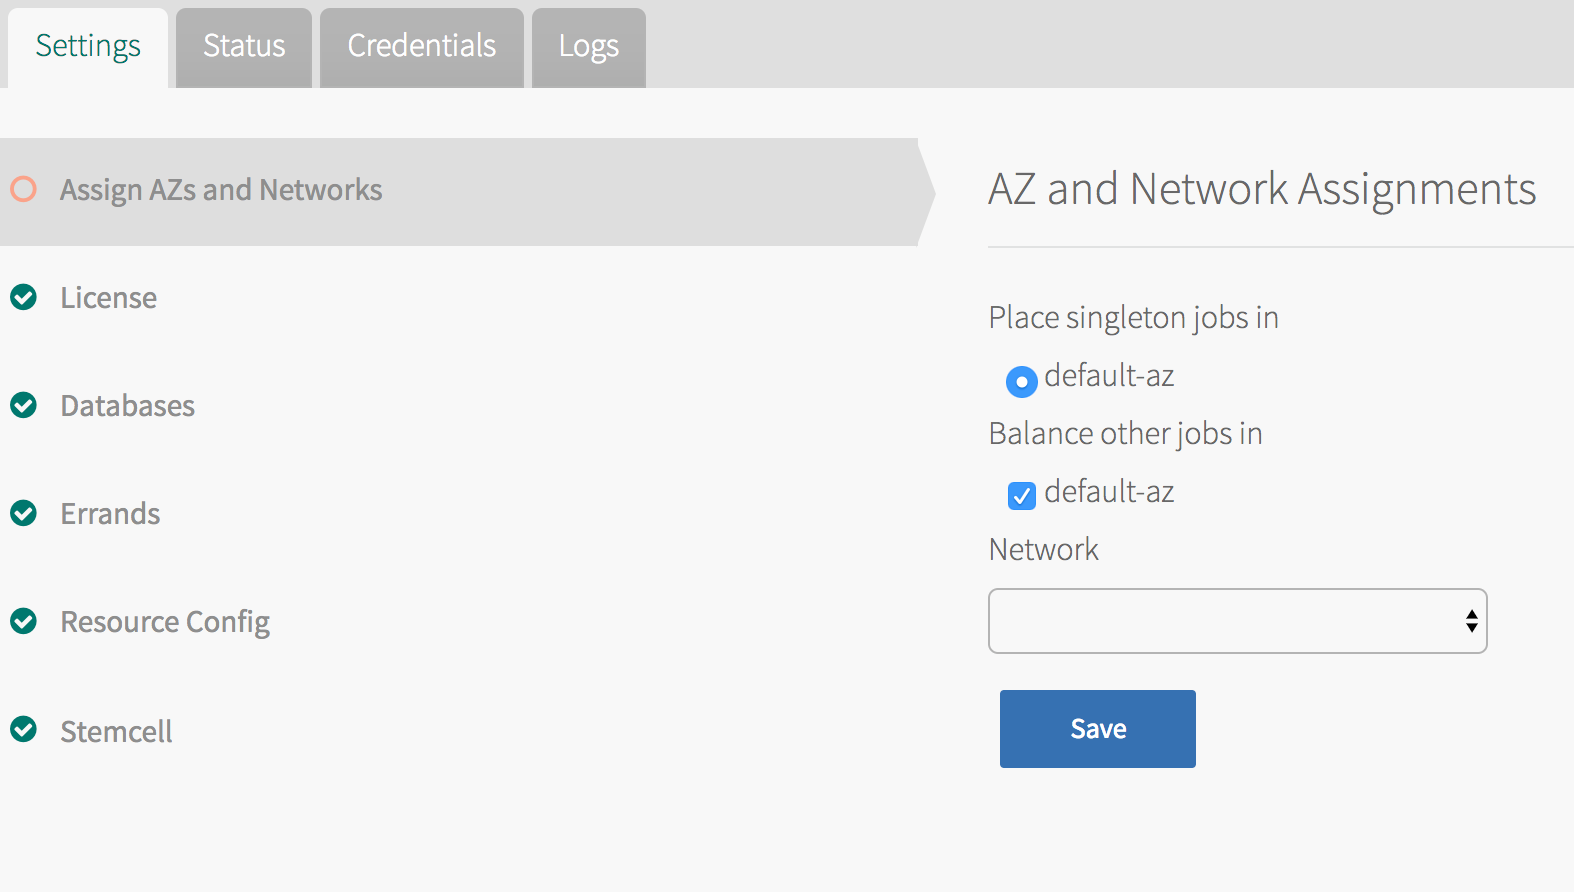 Settings
Status
Credentials
Logs
Assign AZs and Networks
License
Databases
Errands
Resource Config
Stemcell
AZ and Network Assignments
Place singleton jobs in
default-az
Balance other jobs in
default-az
Network
Save